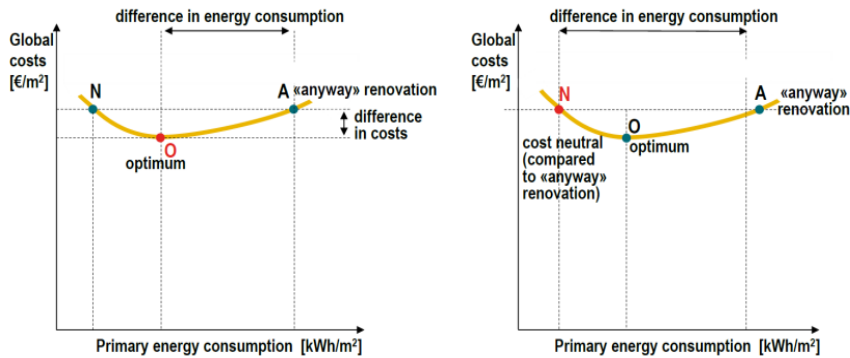 difference in energy consumption
Global
costs
[€/m²]
N
A «anyway» renovation
difference
in costs
O
optimum
Primary energy consumption [kWh/m²]
difference in energy consumption
Global
costs
[€/m²]
N
A
«anyway»
renovation
O
optimum
cost neutral
(compared
to «anyway»
renovation)
Primary energy consumption [kWh/m²]